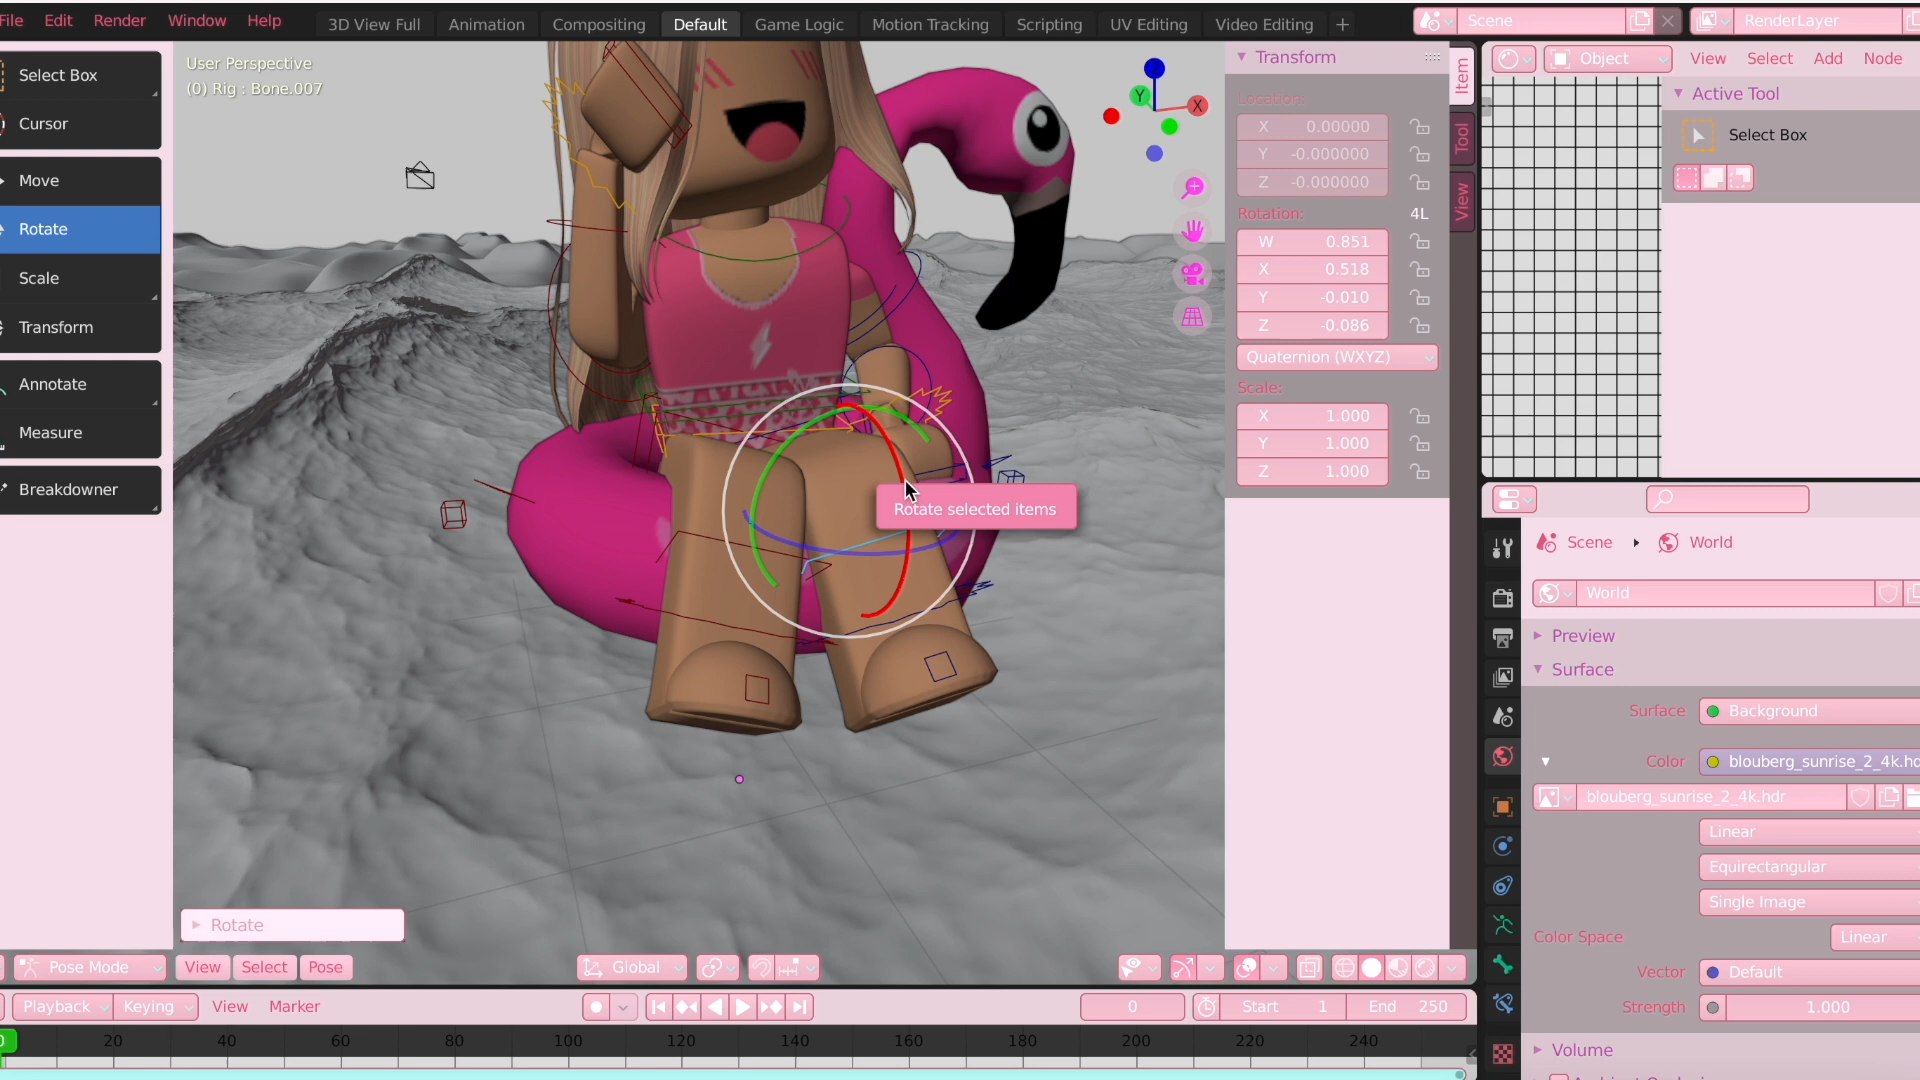 File Edit Render Window Help
3D View Full Animation Compositing Default Game Logic Motion Tracking Scripting UV Editing Video Editing +
Scene
RenderLayer
Select Box
Cursor
Move
Rotate
Scale
Transform
Annotate
Measure
Breakdowner
User Perspective
(0) Rig : Bone.007
Z
Y
X
Rotate selected items
Rotate
Transform
Location:
X 0.00000
Y -0.000000
Z -0.000000
Rotation: 4L
W 0.851
X 0.518
Y -0.010
Z -0.086
Quaternion (WXYZ)
Scale:
X 1.000
Y 1.000
Z 1.000
Item
Tool
View
Object View Select Add Node
Active Tool
Select Box
Scene World
World
Preview
Surface
Surface Background
Color blouberg_sunrise_2_4k.hd
blouberg_sunrise_2_4k.hdr
Linear
Equirectangular
Single Image
Color Space Linear
Vector Default
Strength 1.000
Volume
Pose Mode View Select Pose Global
Playback Keying View Marker 0 Start 1 End 250
0 20 40 60 80 100 120 140 160 180 200 220 240